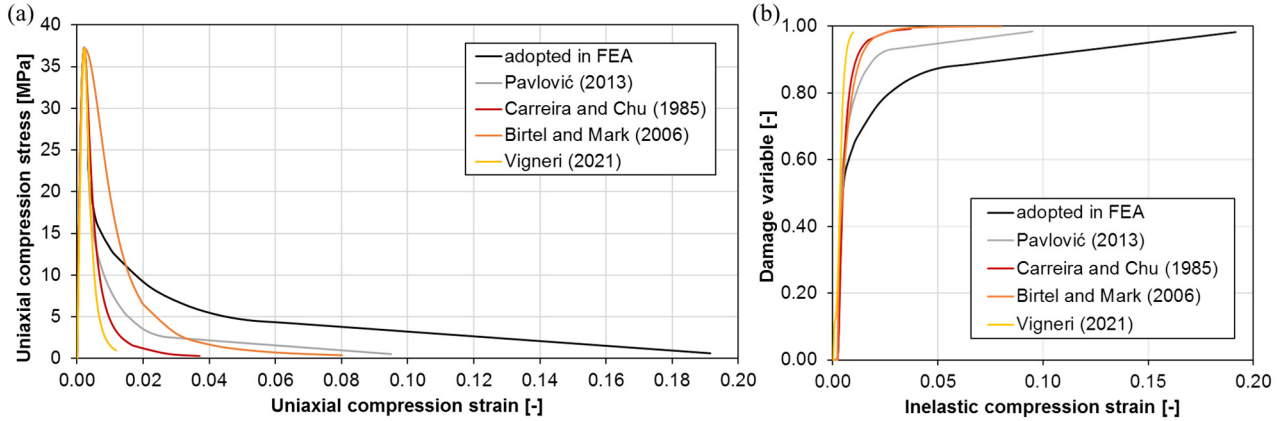 (a)
Uniaxial compression stress [MPa]
40
35
30
25
20
15
10
5
0
adopted in FEA
Pavlović (2013)
Carreira and Chu (1985)
Birtel and Mark (2006)
Vigneri (2021)
0.00 0.02 0.04 0.06 0.08 0.10 0.12 0.14 0.16 0.18 0.20
Uniaxial compression strain [-]
(b)
Damage variable [-]
1.00
0.80
0.60
0.40
0.20
0.00
adopted in FEA
Pavlović (2013)
Carreira and Chu (1985)
Birtel and Mark (2006)
Vigneri (2021)
0.00 0.05 0.10 0.15 0.20
Inelastic compression strain [-]